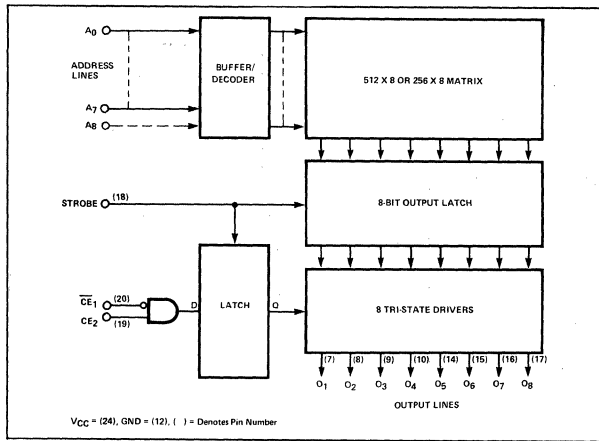 A0
ADDRESS
LINES
A7
A8
BUFFER/
DECODER
512 X 8 OR 256 X 8 MATRIX
STROBE (18)
8-BIT OUTPUT LATCH
CE1 (20)
CE2 (19)
D
LATCH
Q
8 TRI-STATE DRIVERS
(7) (8) (9) (10) (14) (15) (16) (17)
O1 O2 O3 O4 O5 O6 O7 O8
OUTPUT LINES
VCC = (24), GND = (12), ( ) = Denotes Pin Number